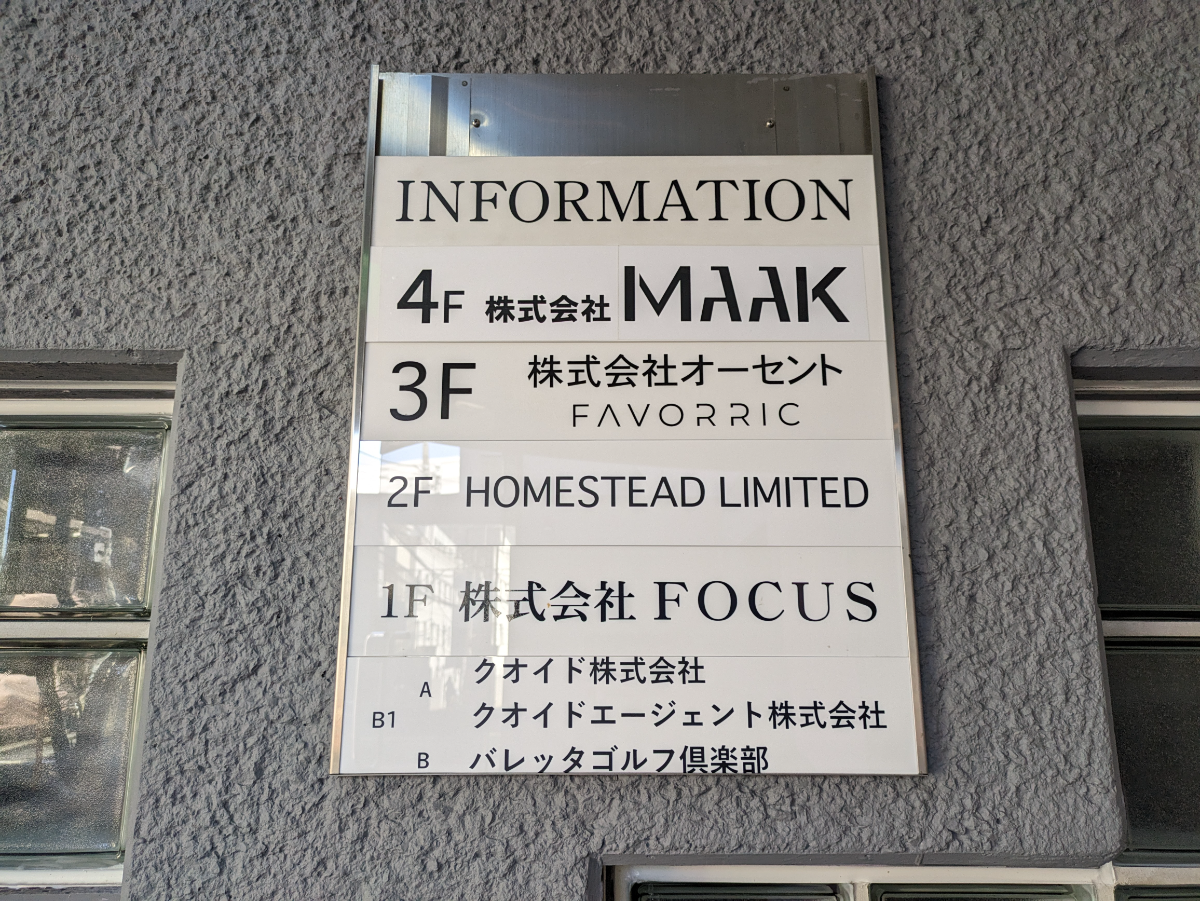 INFORMATION
4F 株式会社 MAAK
3F 株式会社オーセント
FAVORRIC
2F HOMESTEAD LIMITED
1F 株式会社 FOCUS
A クオイド株式会社
B1 クオイドエージェント株式会社
B バレッタゴルフ倶楽部